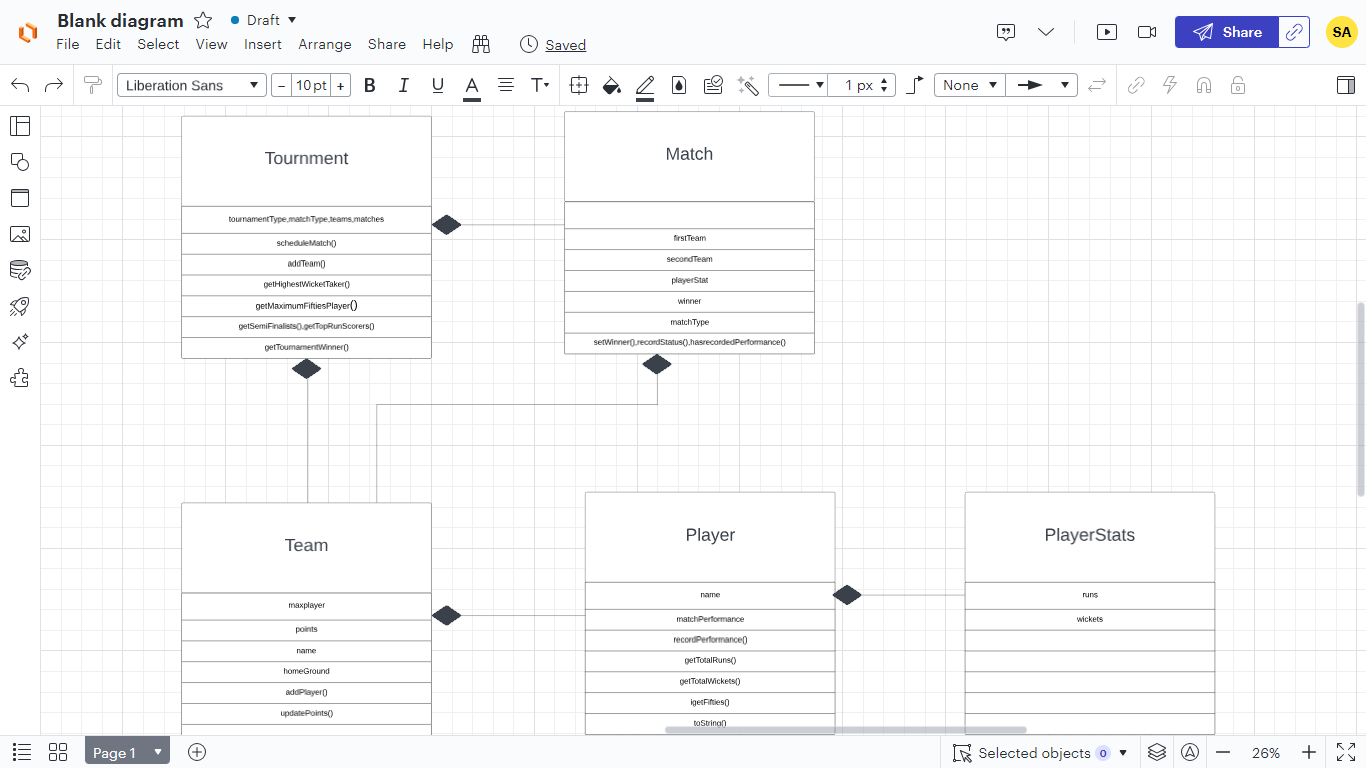 Blank diagram
Draft
File Edit Select View Insert Arrange Share Help
Saved
Share
SA
Liberation Sans
− 10 pt +
B I U A T
1 px
None
Tournment
tournamentType,matchType,teams,matches
scheduleMatch()
addTeam()
getHighestWicketTaker()
getMaximumFiftiesPlayer()
getSemiFinalists(),getTopRunScorers()
getTournamentWinner()
Match
firstTeam
secondTeam
playerStat
winner
matchType
setWinner(),recordStatus(),hasrecordedPerformance()
Team
maxplayer
points
name
homeGround
addPlayer()
updatePoints()
Player
name
matchPerformance
recordPerformance()
getTotalRuns()
getTotalWickets()
igetFifties()
toString()
PlayerStats
runs
wickets
Page 1
Selected objects 0
26%